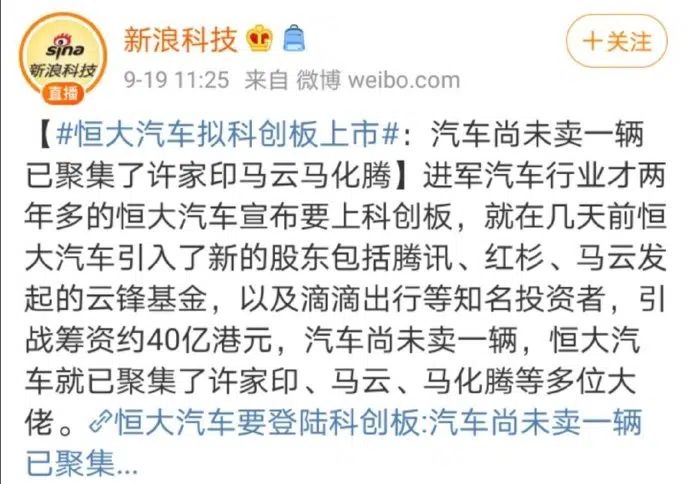 sina
新浪科技
直播
新浪科技
+关注
9-19 11:25 来自 微博 weibo.com
【#恒大汽车拟科创板上市#：汽车尚未卖一辆
已聚集了许家印马云马化腾】进军汽车行业才两
年多的恒大汽车宣布要上科创板，就在几天前恒
大汽车引入了新的股东包括腾讯、红杉、马云发
起的云锋基金，以及滴滴出行等知名投资者，引
战筹资约40亿港元，汽车尚未卖一辆，恒大汽
车就已聚集了许家印、马云、马化腾等多位大
佬。恒大汽车要登陆科创板:汽车尚未卖一辆
已聚集...